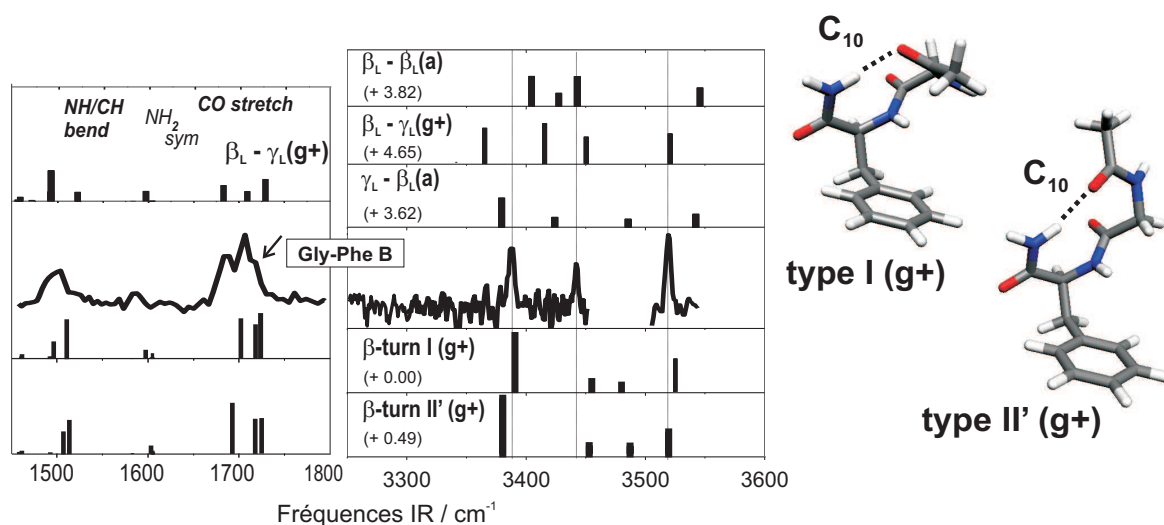 NH/CH
bend
NH2
sym
CO stretch
βL - γL(g+)
Gly-Phe B
1500 1600 1700 1800
βL - βL(a)
(+ 3.82)
βL - γL(g+)
(+ 4.65)
γL - βL(a)
(+ 3.62)
β-turn I (g+)
(+ 0.00)
β-turn II' (g+)
(+ 0.49)
3300 3400 3500 3600
Fréquences IR / cm-1
C10
type I (g+)
C10
type II' (g+)